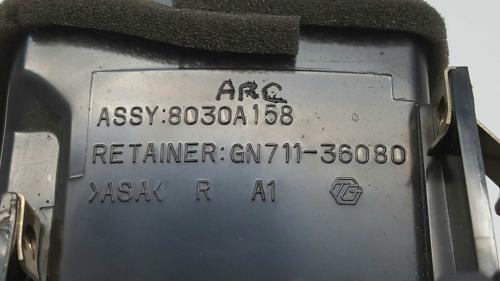 ARC
ASSY:8030A158
RETAINER:GN711-36080
>ASA< R A1